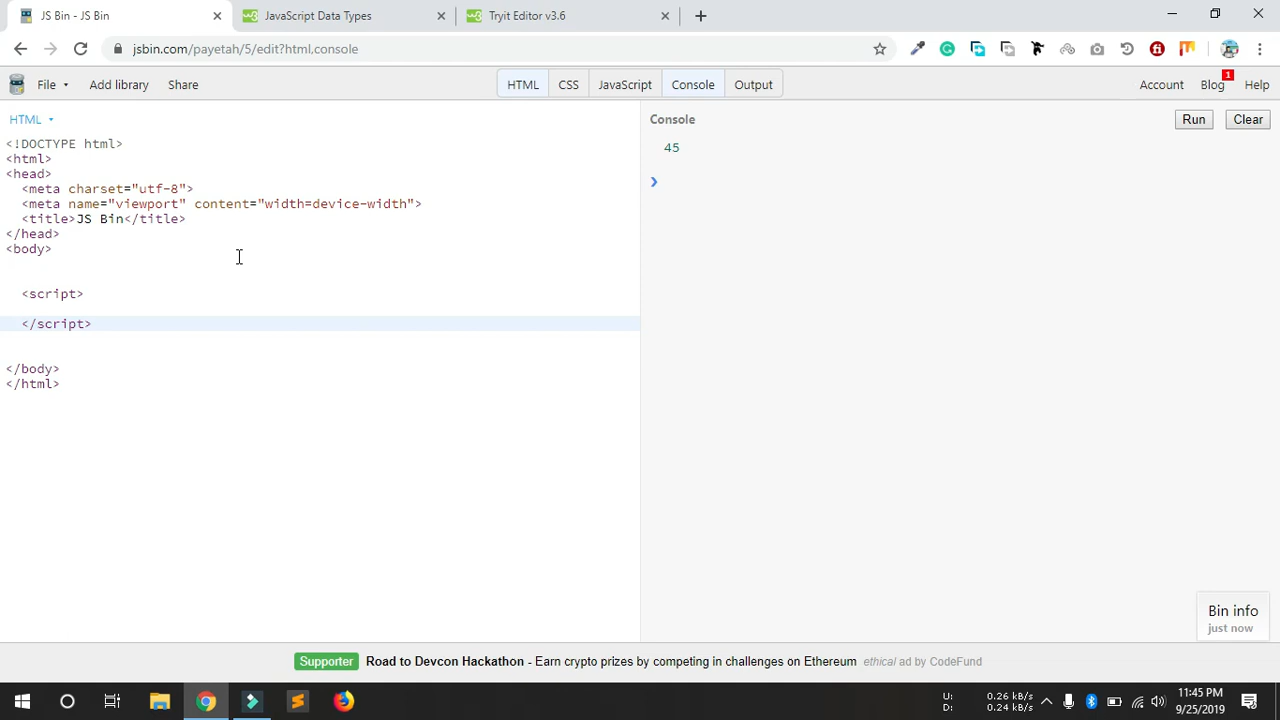 JS Bin - JS Bin
JavaScript Data Types
Tryit Editor v3.6
jsbin.com/payetah/5/edit?html,console
File
Add library
Share
HTML
CSS
JavaScript
Console
Output
Account
Blog
1
Help
HTML
<!DOCTYPE html>
<html>
<head>
<meta charset="utf-8">
<meta name="viewport" content="width=device-width">
<title>JS Bin</title>
</head>
<body>
<script>
</script>
</body>
</html>
Console
Run
Clear
45
Bin info
just now
Supporter Road to Devcon Hackathon - Earn crypto prizes by competing in challenges on Ethereum ethical ad by CodeFund
U: 0.26 kB/s
D: 0.24 kB/s
11:45 PM
9/25/2019